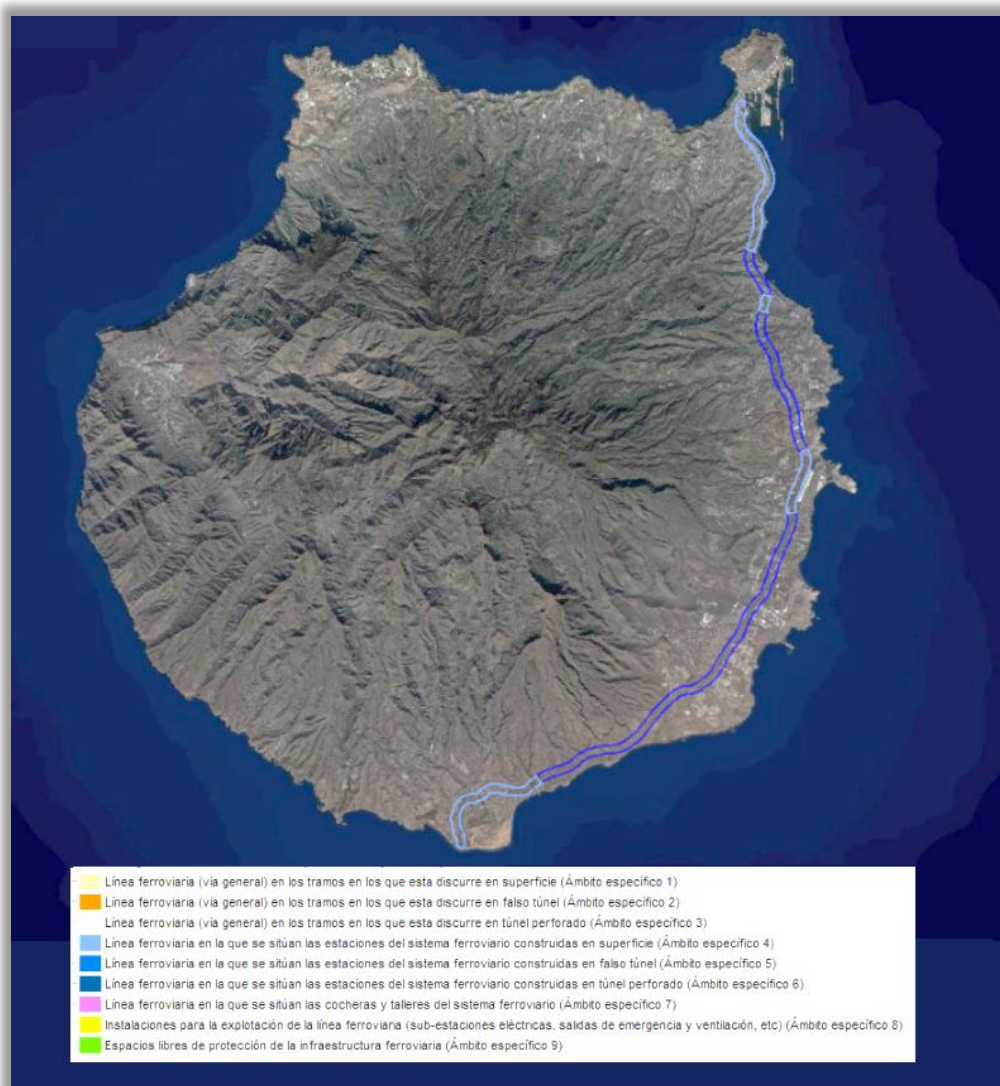 Línea ferroviaria (vía general) en los tramos en los que esta discurre en superficie (Ámbito específico 1)
Línea ferroviaria (vía general) en los tramos en los que esta discurre en falso túnel (Ámbito específico 2)
Línea ferroviaria (vía general) en los tramos en los que esta discurre en túnel perforado (Ámbito específico 3)
Línea ferroviaria en la que se sitúan las estaciones del sistema ferroviario construidas en superficie (Ámbito específico 4)
Línea ferroviaria en la que se sitúan las estaciones del sistema ferroviario construidas en falso túnel (Ámbito específico 5)
Línea ferroviaria en la que se sitúan las estaciones del sistema ferroviario construidas en túnel perforado (Ámbito específico 6)
Línea ferroviaria en la que se sitúan las cocheras y talleres del sistema ferroviario (Ámbito específico 7)
Instalaciones para la explotación de la línea ferroviaria (sub-estaciones eléctricas, salidas de emergencia y ventilación, etc) (Ámbito específico 8)
Espacios libres de protección de la infraestructura ferroviaria (Ámbito específico 9)